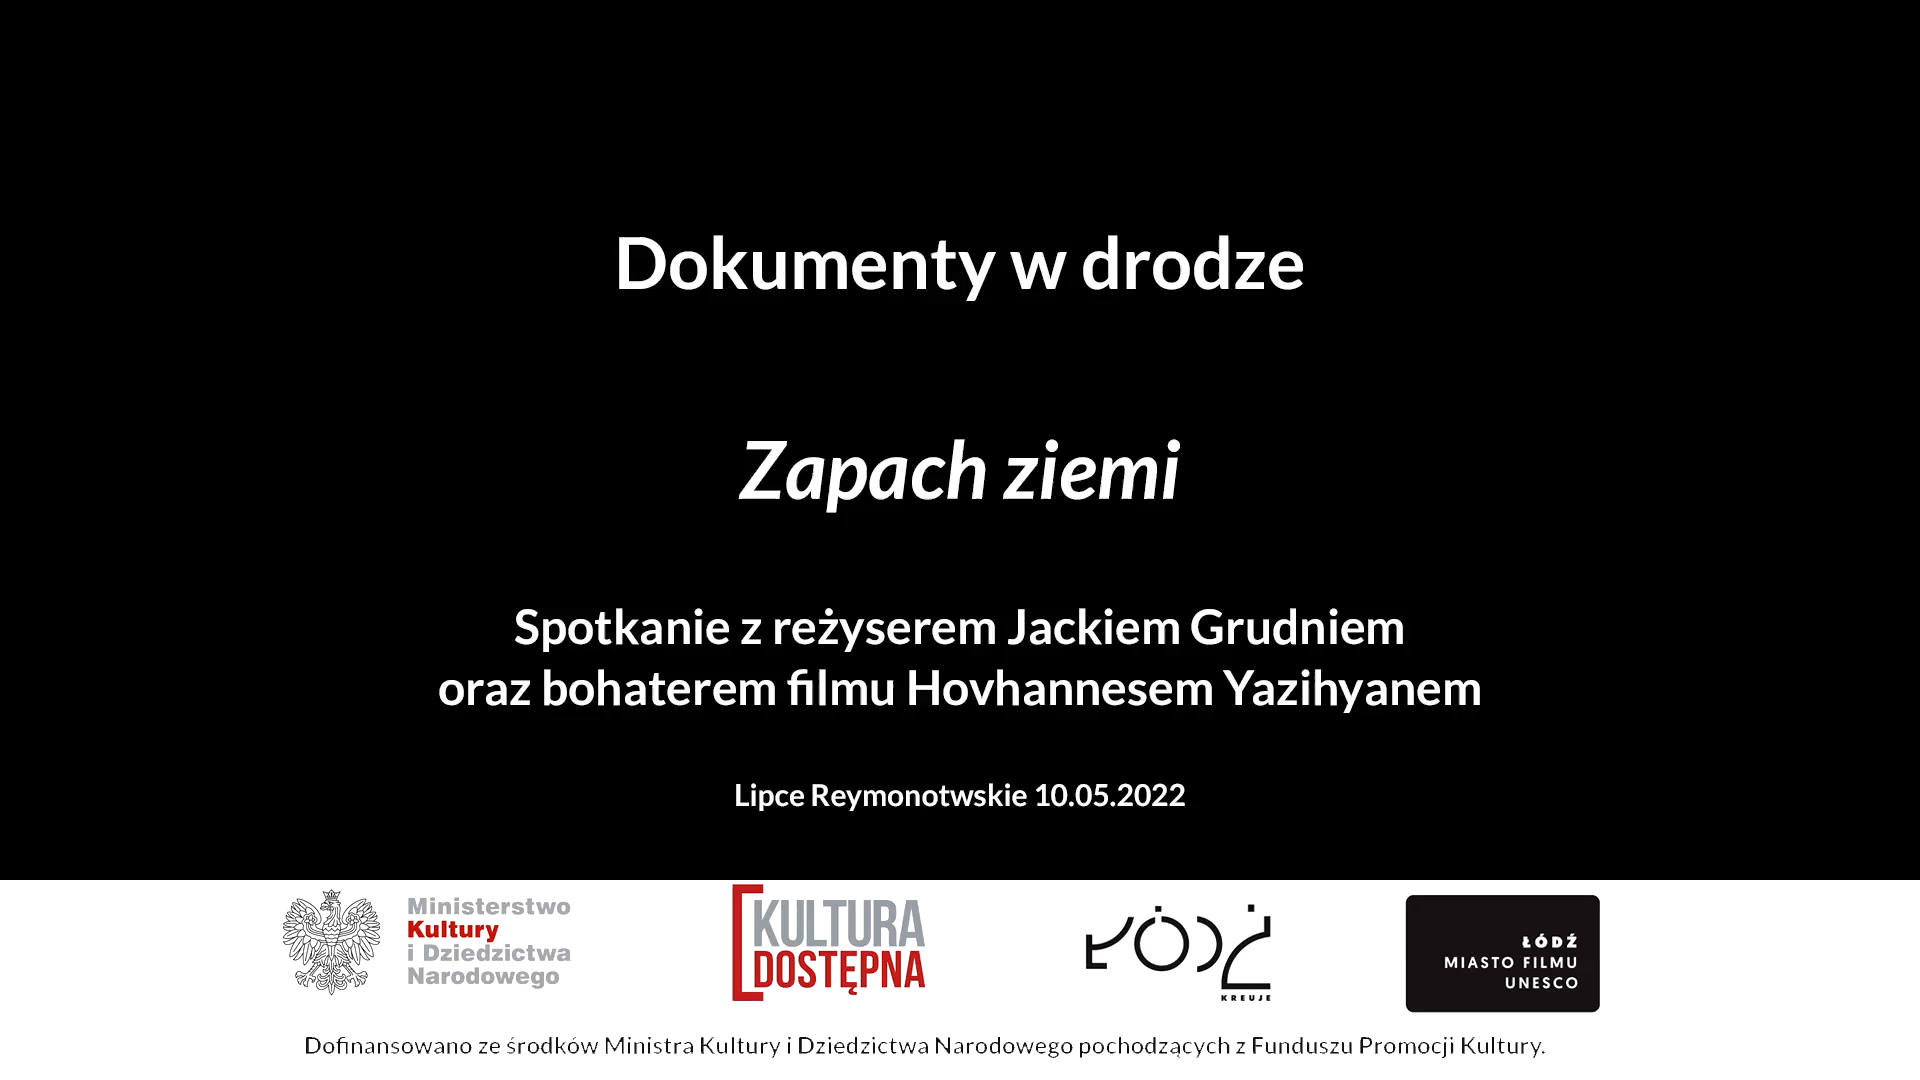 Dokumenty w drodze
Zapach ziemi
Spotkanie z reżyserem Jackiem Grudniem
oraz bohaterem filmu Hovhannesem Yazihyanem
Lipce Reymonotwskie 10.05.2022
Ministerstwo
Kultury
i Dziedzictwa
Narodowego
KULTURA
DOSTĘPNA
ŁÓDŹ
KREUJE
ŁÓDŹ
MIASTO FILMU
UNESCO
Dofinansowano ze środków Ministra Kultury i Dziedzictwa Narodowego pochodzących z Funduszu Promocji Kultury.